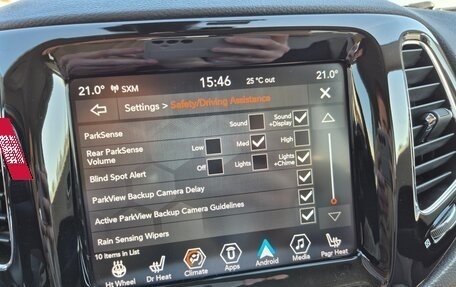 21.0° SXM 15:46 25 °C out 21.0°
Settings > Safety/Driving Assistance
ParkSense Sound Sound +Display
Rear ParkSense Volume Low Med High
Blind Spot Alert Off Lights Lights +Chime
ParkView Backup Camera Delay
Active ParkView Backup Camera Guidelines
Rain Sensing Wipers
10 Items in List
Ht Wheel Dr Heat Climate Apps Android Media Psgr Heat